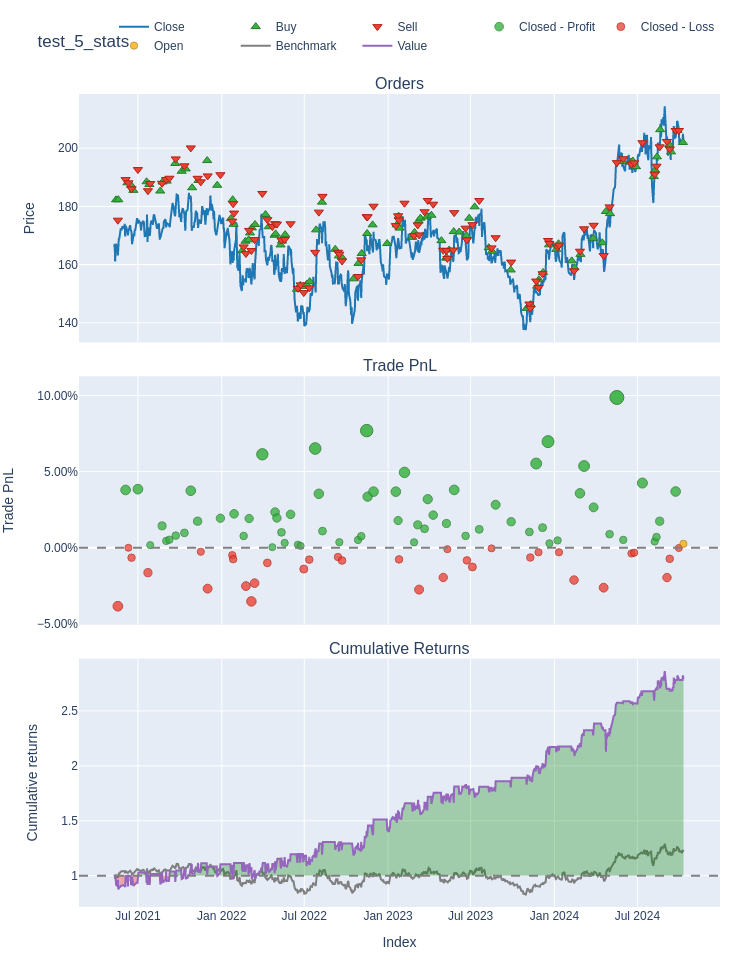 test_5_stats
Close Buy Sell Closed - Profit Closed - Loss
Open Benchmark Value
Orders
Price
200
180
160
140
Trade PnL
Trade PnL
10.00%
5.00%
0.00%
−5.00%
Cumulative Returns
Cumulative returns
2.5
2
1.5
1
Jul 2021 Jan 2022 Jul 2022 Jan 2023 Jul 2023 Jan 2024 Jul 2024
Index